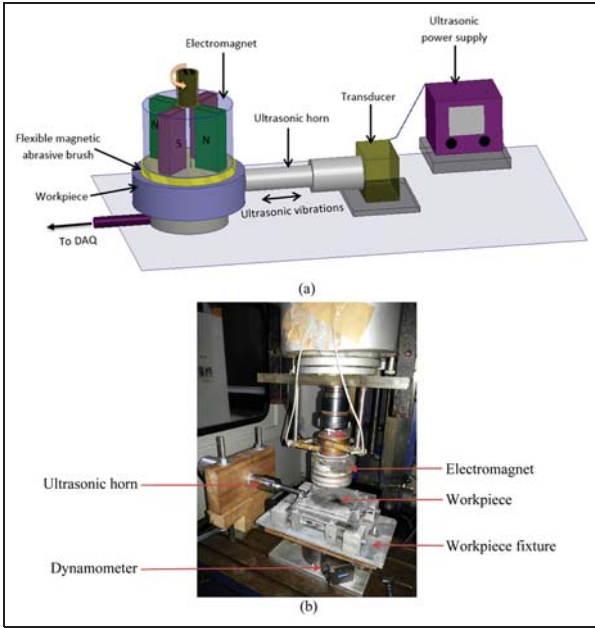 Electromagnet
Ultrasonic
power supply
Transducer
Ultrasonic horn
Flexible magnetic
abrasive brush
Workpiece
N
S
N
Ultrasonic vibrations
To DAQ
(a)
Ultrasonic horn
Electromagnet
Workpiece
Workpiece fixture
Dynamometer
(b)